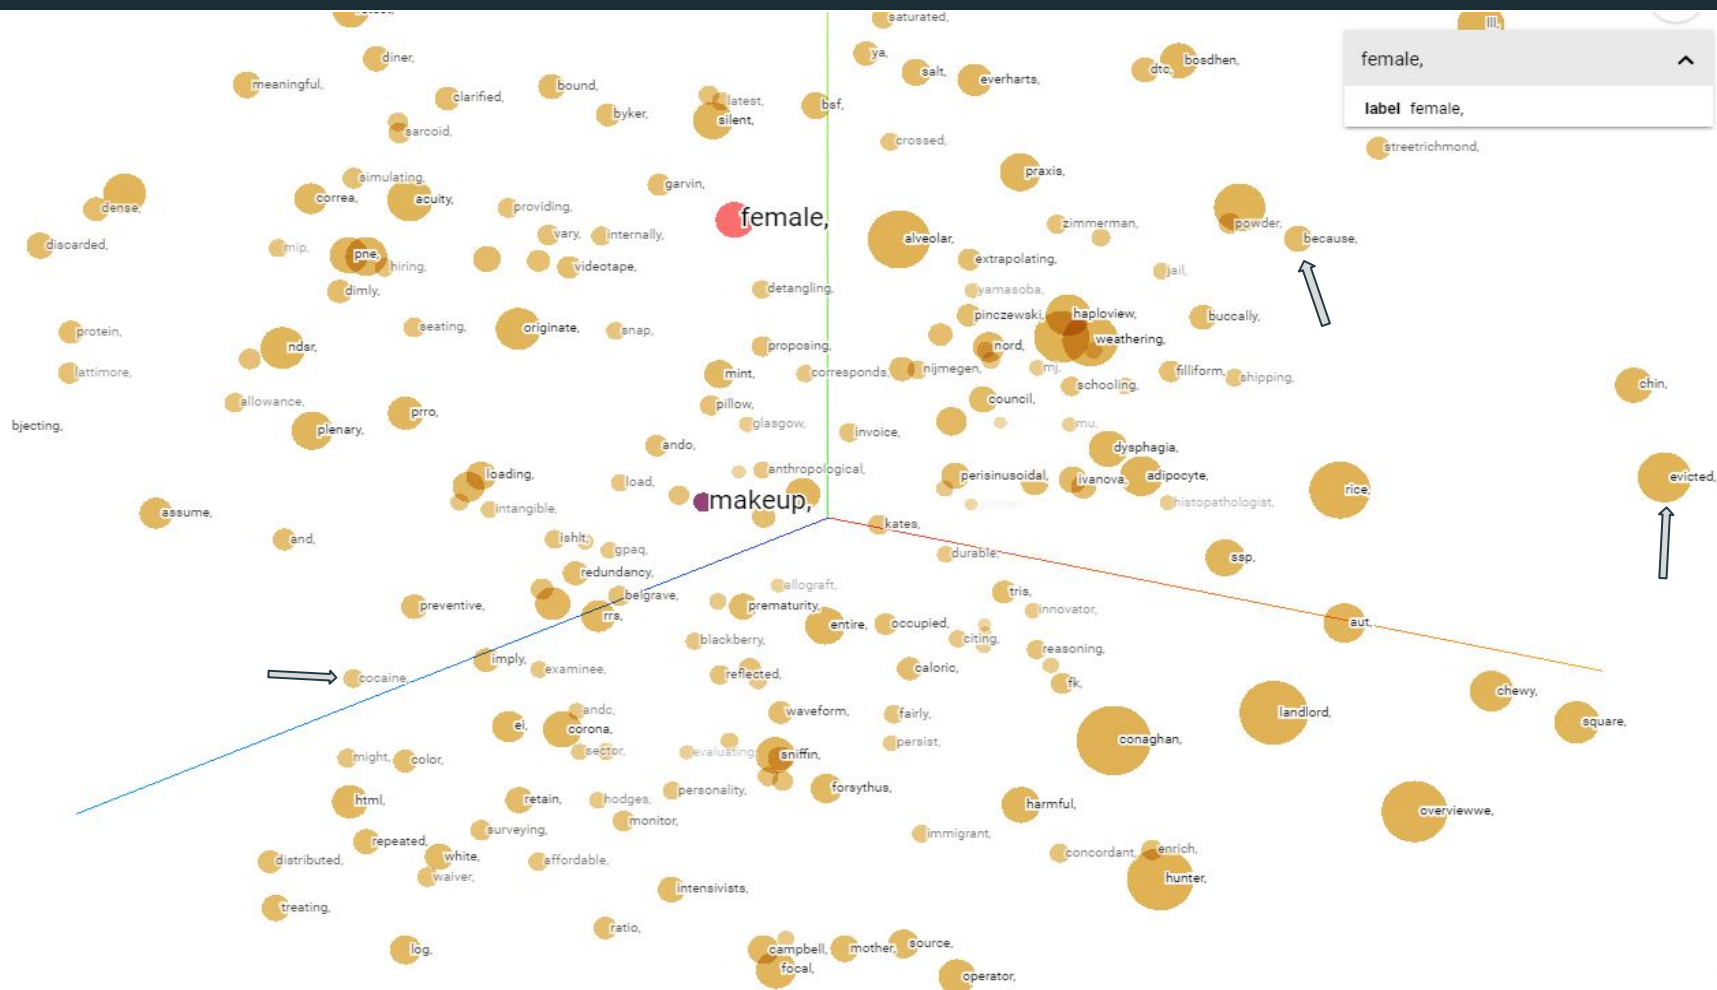 saturated,
lll,
ya,
diner,
bosdhen,
female,
dtc,
salt,
everharts,
meaningful,
bound,
clarified,
latest,
bsf,
label female,
byker,
silent,
sarcoid,
crossed,
streetrichmond,
praxis,
simulating,
garvin,
correa,
acuity,
dense,
providing,
female,
zimmerman,
powder,
vary,
internally,
alveolar,
because,
discarded,
mip,
pne,
extrapolating,
hiring,
videotape,
jail,
detangling,
dimly,
yamasoba,
haploview,
pinczewski,
buccally,
seating,
originate,
snap,
protein,
weathering,
ndsr,
proposing,
nord,
lattimore,
mint,
corresponds,
nijmegen,
mj,
filliform,
shipping,
schooling,
chin,
allowance,
council,
prro,
pillow,
glasgow,
mu,
bjecting,
plenary,
invoice,
ando,
dysphagia,
loading,
anthropological,
load,
perisinusoidal,
ivanova,
adipocyte,
evicted,
rice,
makeup,
intangible,
histopathologist,
assume,
kates,
and,
ishlt,
gpaq,
durable,
ssp,
redundancy,
allograft,
tris,
belgrave,
preventive,
prematurity,
innovator,
rrs,
entire,
occupied,
aut,
blackberry,
citing,
reasoning,
imply,
examinee,
caloric,
cocaine,
reflected,
fk,
chewy,
andc,
waveform,
fairly,
landlord,
square,
ei,
corona,
conaghan,
persist,
sector,
evaluating,
sniffin,
might,
color,
forsythus,
personality,
html,
retain,
hodges,
harmful,
overviewwe,
monitor,
surveying,
immigrant,
repeated,
enrich,
concordant,
white,
distributed,
affordable,
waiver,
hunter,
intensivists,
treating,
ratio,
source,
log,
campbell,
mother,
focal,
operator,